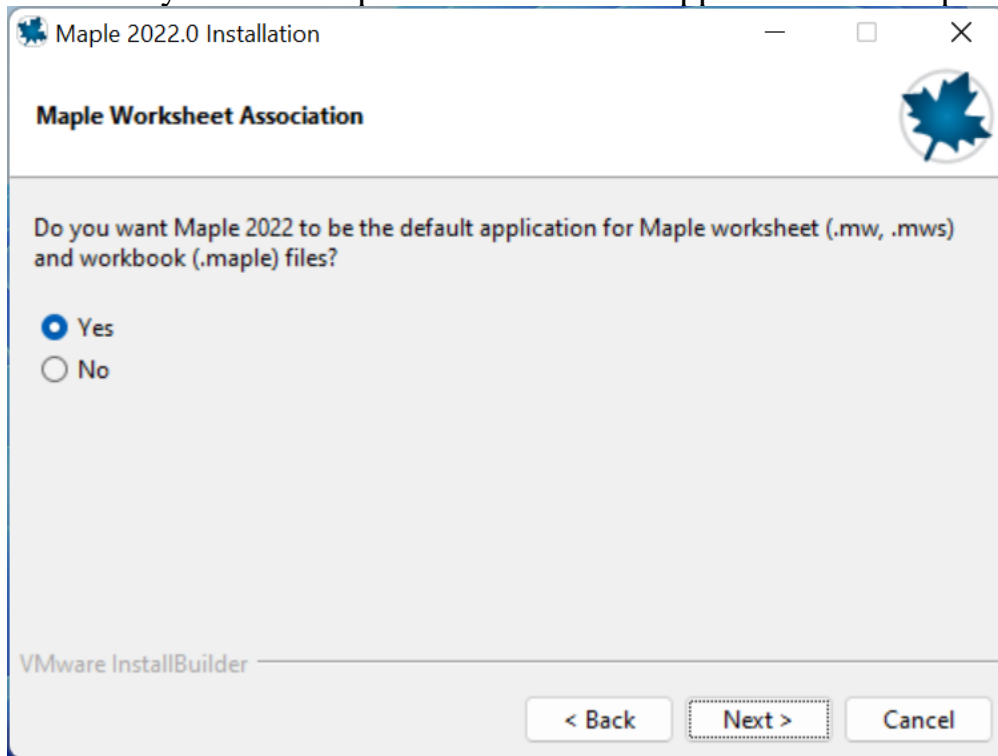 Maple 2022.0 Installation
Maple Worksheet Association
Do you want Maple 2022 to be the default application for Maple worksheet (.mw, .mws)
and workbook (.maple) files?
Yes
No
VMware InstallBuilder
< Back
Next >
Cancel